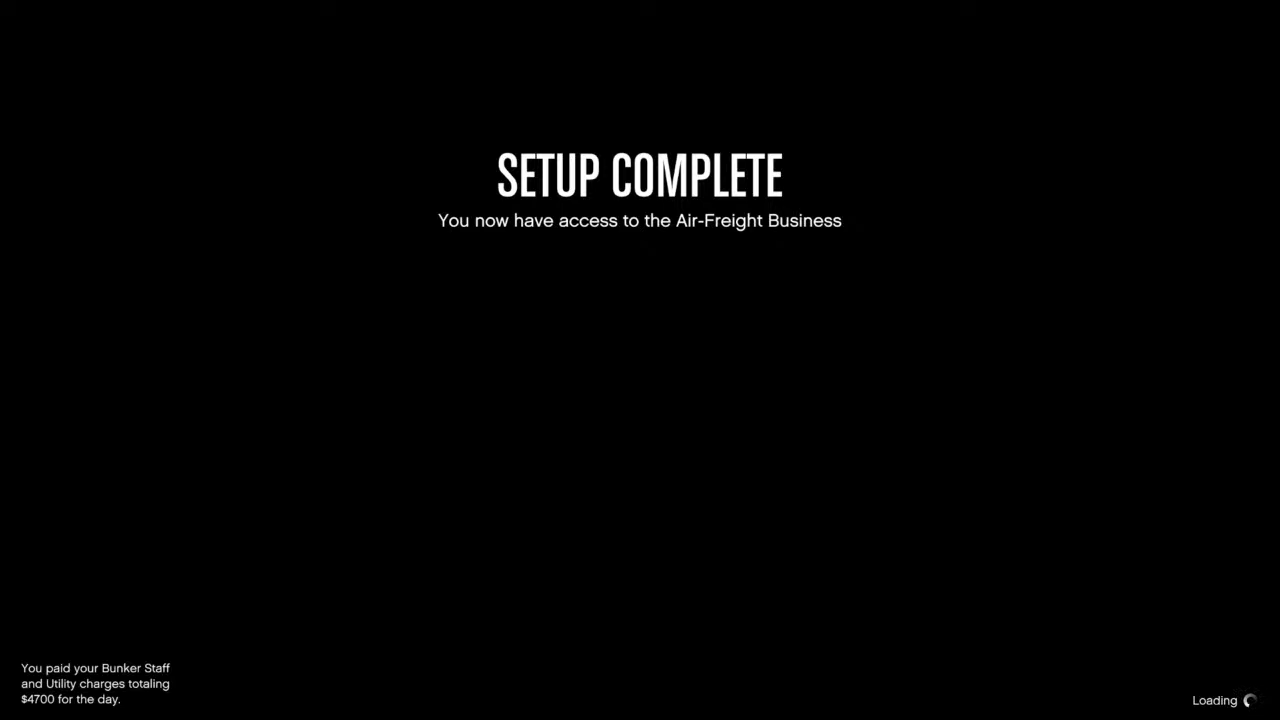 SETUP COMPLETE
You now have access to the Air-Freight Business
You paid your Bunker Staff
and Utility charges totaling
$4700 for the day.
Loading